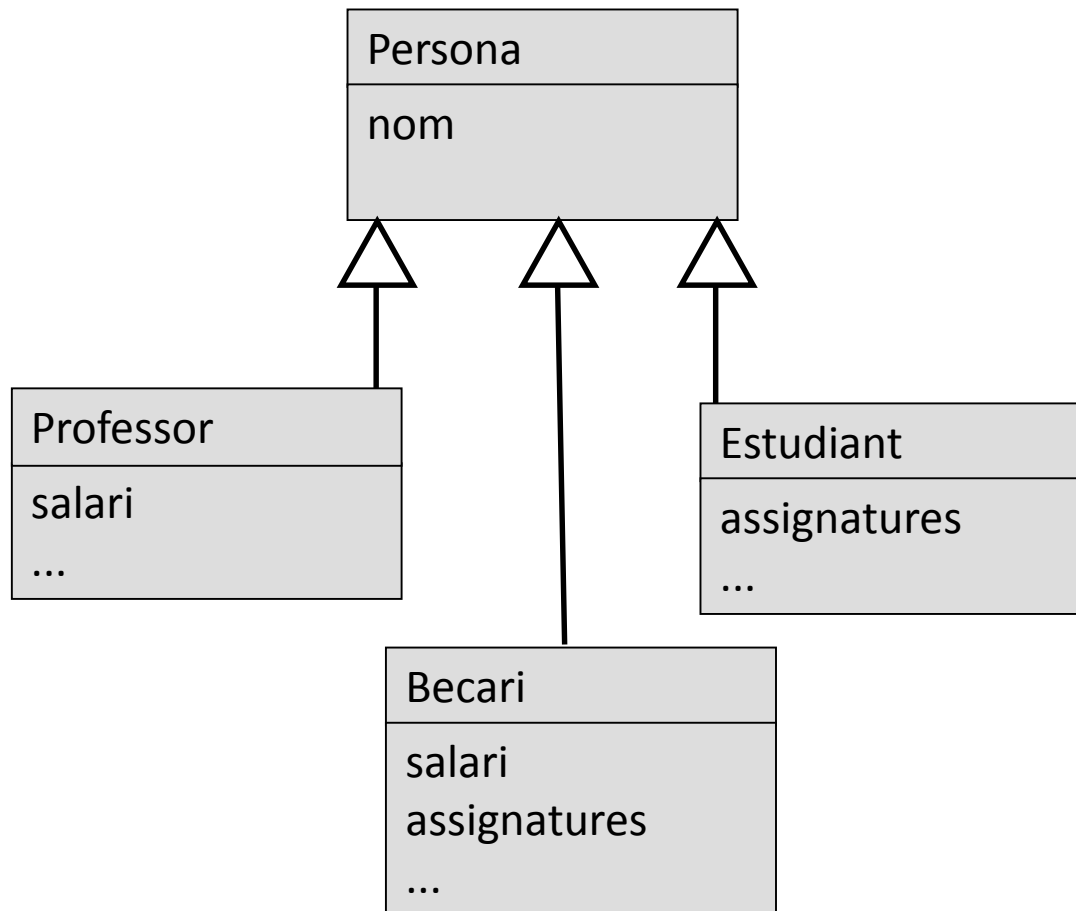 Persona
nom
Professor
salari
...
Estudiant
assignatures
...
Becari
salari
assignatures
...